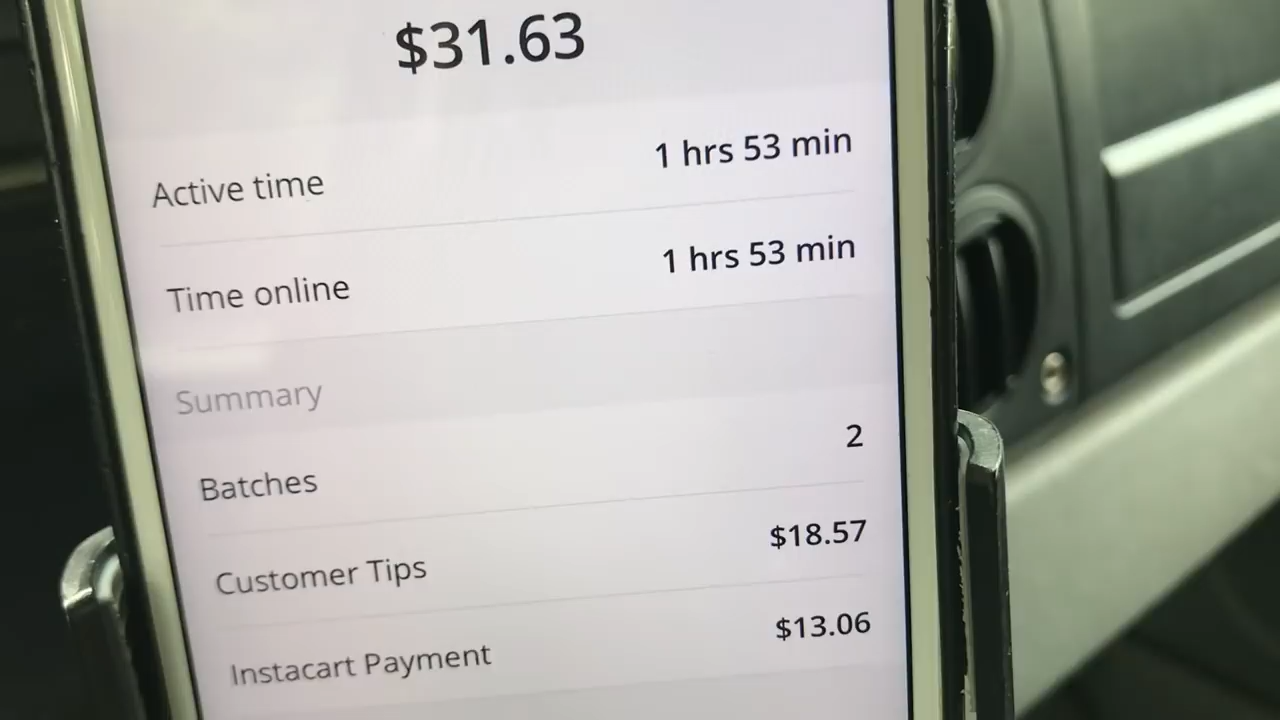 $31.63
Active time 1 hrs 53 min
Time online 1 hrs 53 min
Summary
Batches 2
Customer Tips $18.57
Instacart Payment $13.06